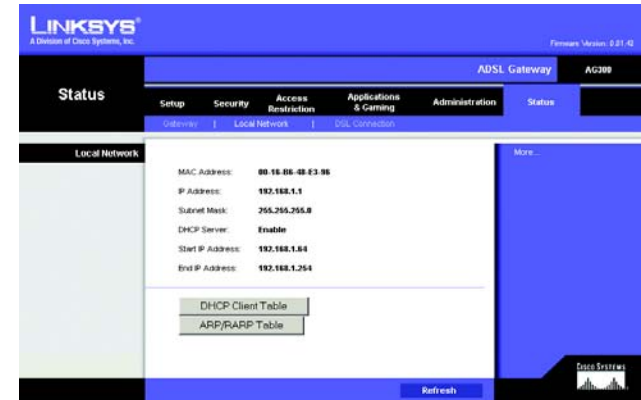 LINKSYS®
A Division of Cisco Systems, Inc.
Firmware Version: 0.01.42
ADSL Gateway AG300
Status
Setup Security Access Restriction Applications & Gaming Administration Status
Gateway | Local Network | DSL Connection
Local Network
More...
MAC Address: 00-16-B6-48-E3-96
IP Address: 192.168.1.1
Subnet Mask: 255.255.255.0
DHCP Server: Enable
Start IP Address: 192.168.1.64
End IP Address: 192.168.1.254
DHCP Client Table
ARP/RARP Table
CISCO SYSTEMS
Refresh